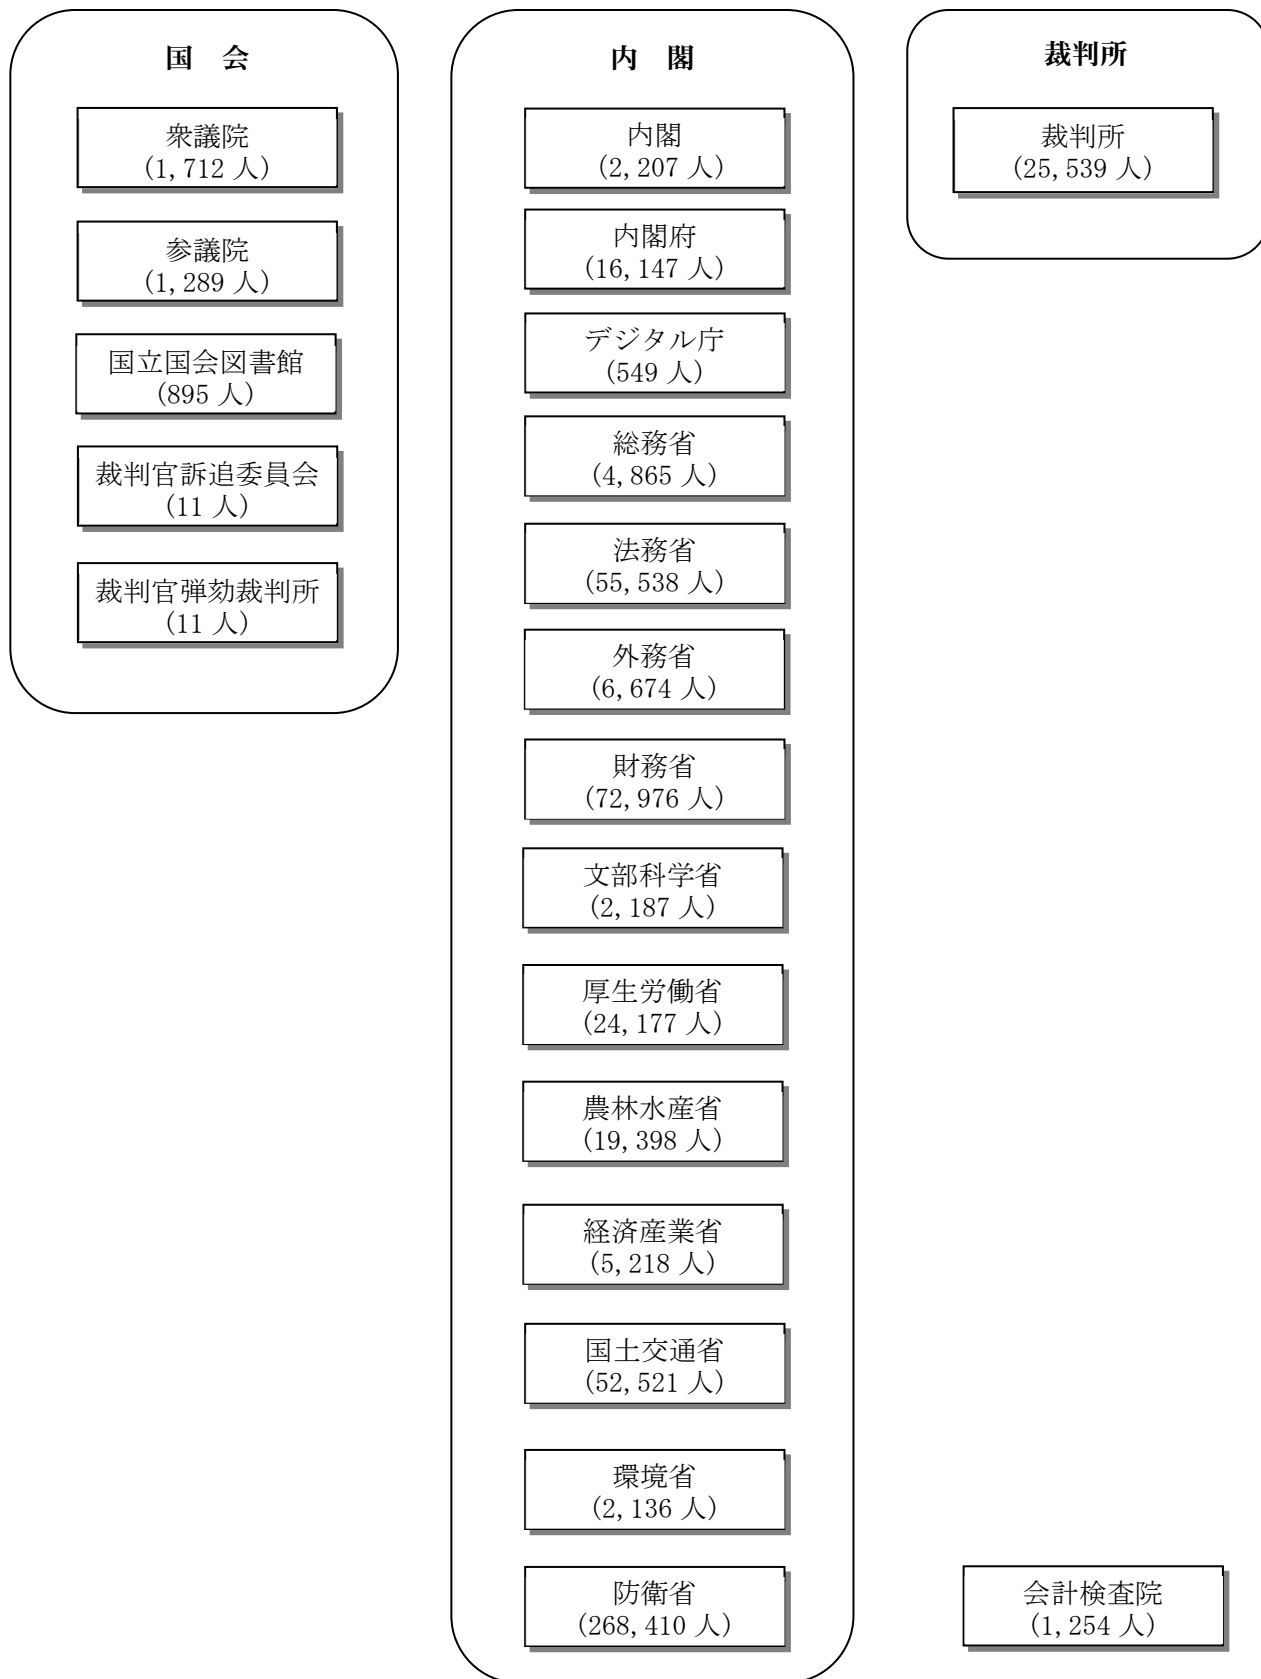 国 会
衆議院
(1,712 人)
参議院
(1,289 人)
国立国会図書館
(895 人)
裁判官訴追委員会
(11 人)
裁判官弾劾裁判所
(11 人)
内 閣
内閣
(2,207 人)
内閣府
(16,147 人)
デジタル庁
(549 人)
総務省
(4,865 人)
法務省
(55,538 人)
外務省
(6,674 人)
財務省
(72,976 人)
文部科学省
(2,187 人)
厚生労働省
(24,177 人)
農林水産省
(19,398 人)
経済産業省
(5,218 人)
国土交通省
(52,521 人)
環境省
(2,136 人)
防衛省
(268,410 人)
裁判所
裁判所
(25,539 人)
会計検査院
(1,254 人)